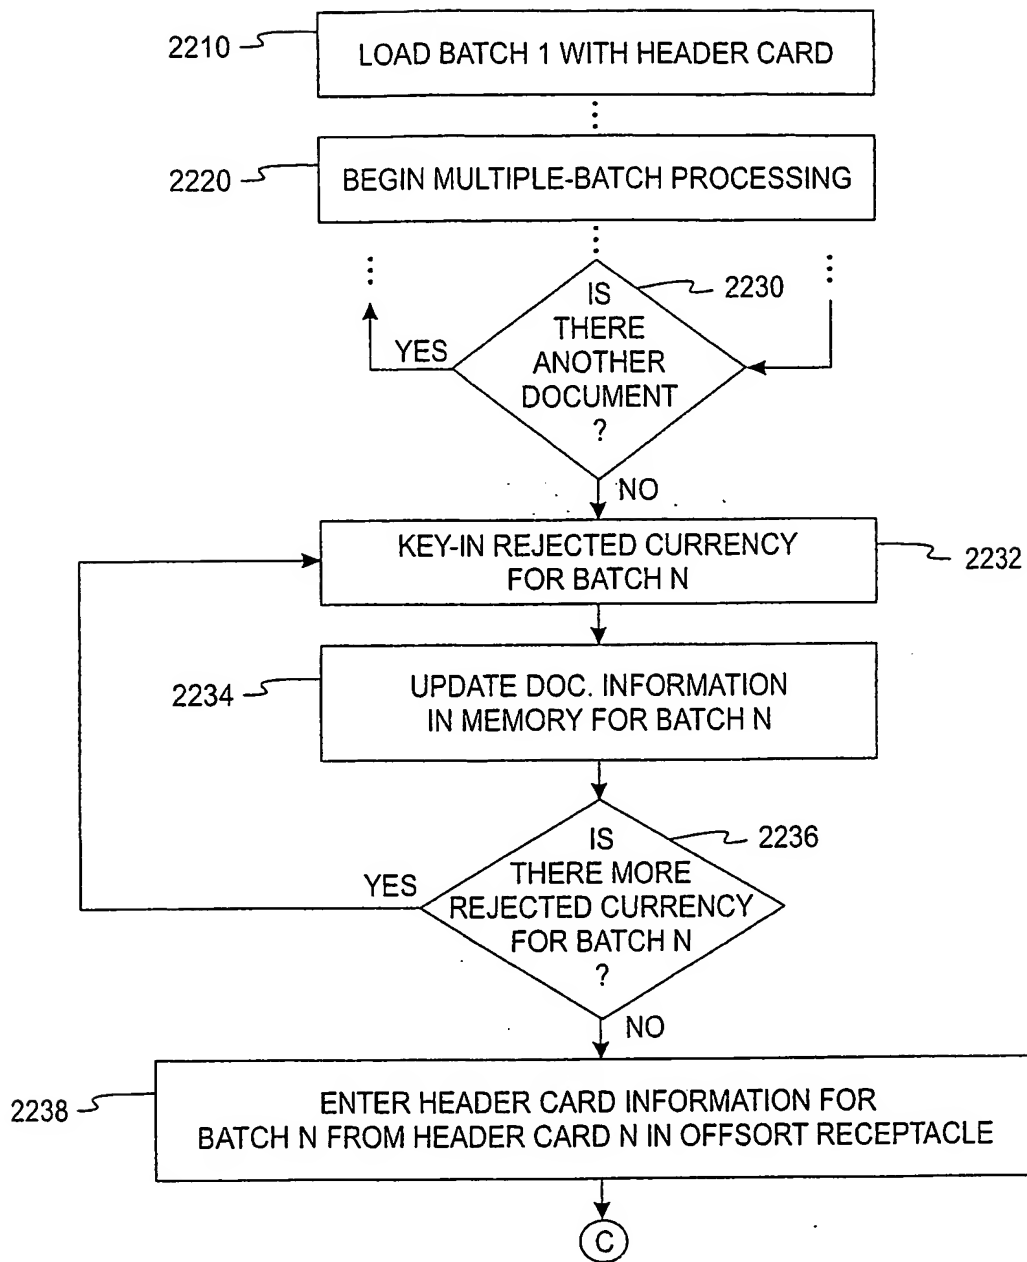 2210
LOAD BATCH 1 WITH HEADER CARD
2220
BEGIN MULTIPLE-BATCH PROCESSING
2230
IS
THERE
ANOTHER
DOCUMENT
?
YES
NO
KEY-IN REJECTED CURRENCY
FOR BATCH N
2232
2234
UPDATE DOC. INFORMATION
IN MEMORY FOR BATCH N
2236
IS
THERE MORE
REJECTED CURRENCY
FOR BATCH N
?
YES
NO
2238
ENTER HEADER CARD INFORMATION FOR
BATCH N FROM HEADER CARD N IN OFFSORT RECEPTACLE
C